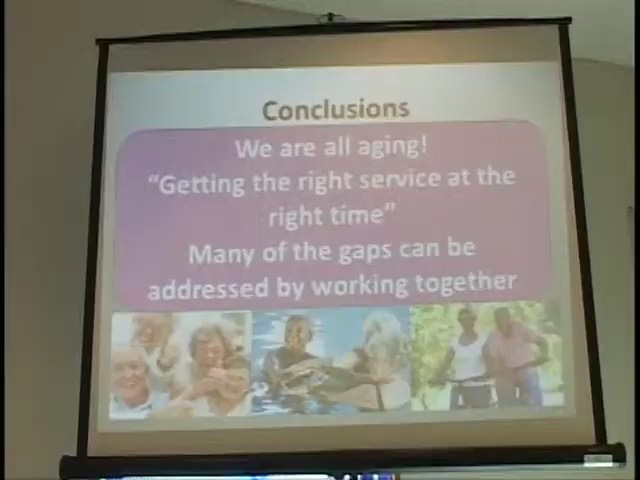 Conclusions
We are all aging!
“Getting the right service at the
right time”
Many of the gaps can be
addressed by working together